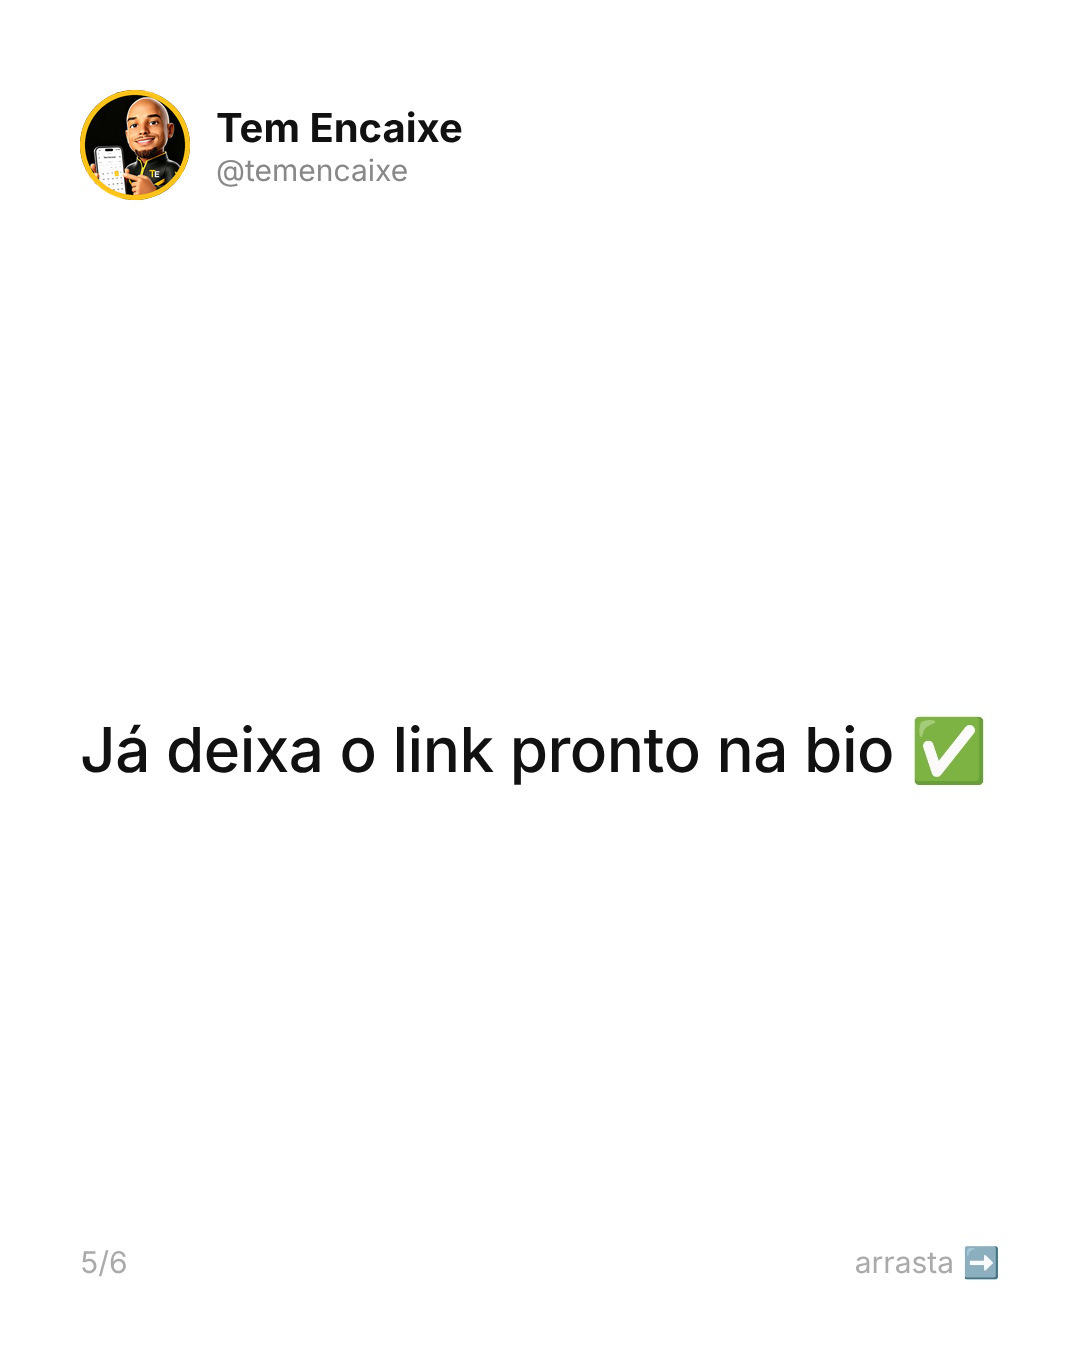 Tem Encaixe
@temencaixe
Já deixa o link pronto na bio ✅
5/6
arrasta ➡️